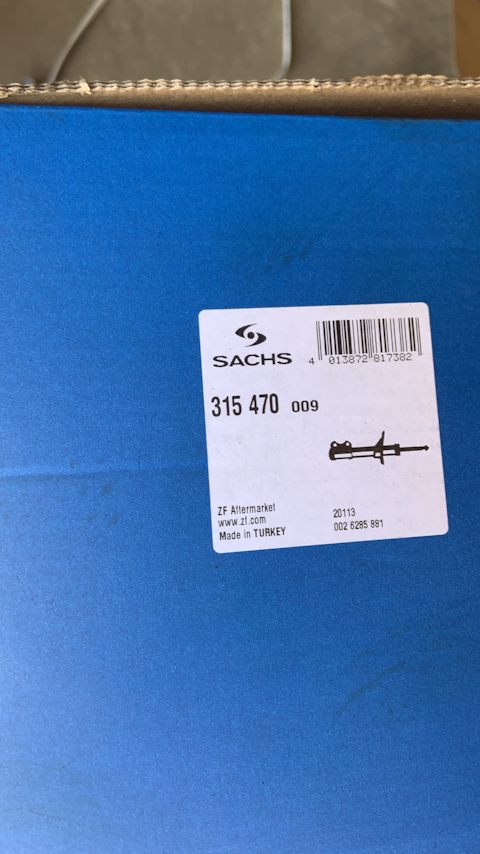 SACHS
4 013872 817382
315 470 009
ZF Aftermarket
www.zf.com
Made in TURKEY
20113
002 6285 881